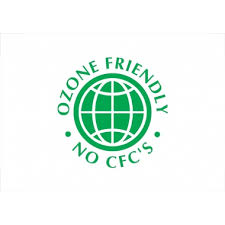 OZONE FRIENDLY
• NO CFC'S •